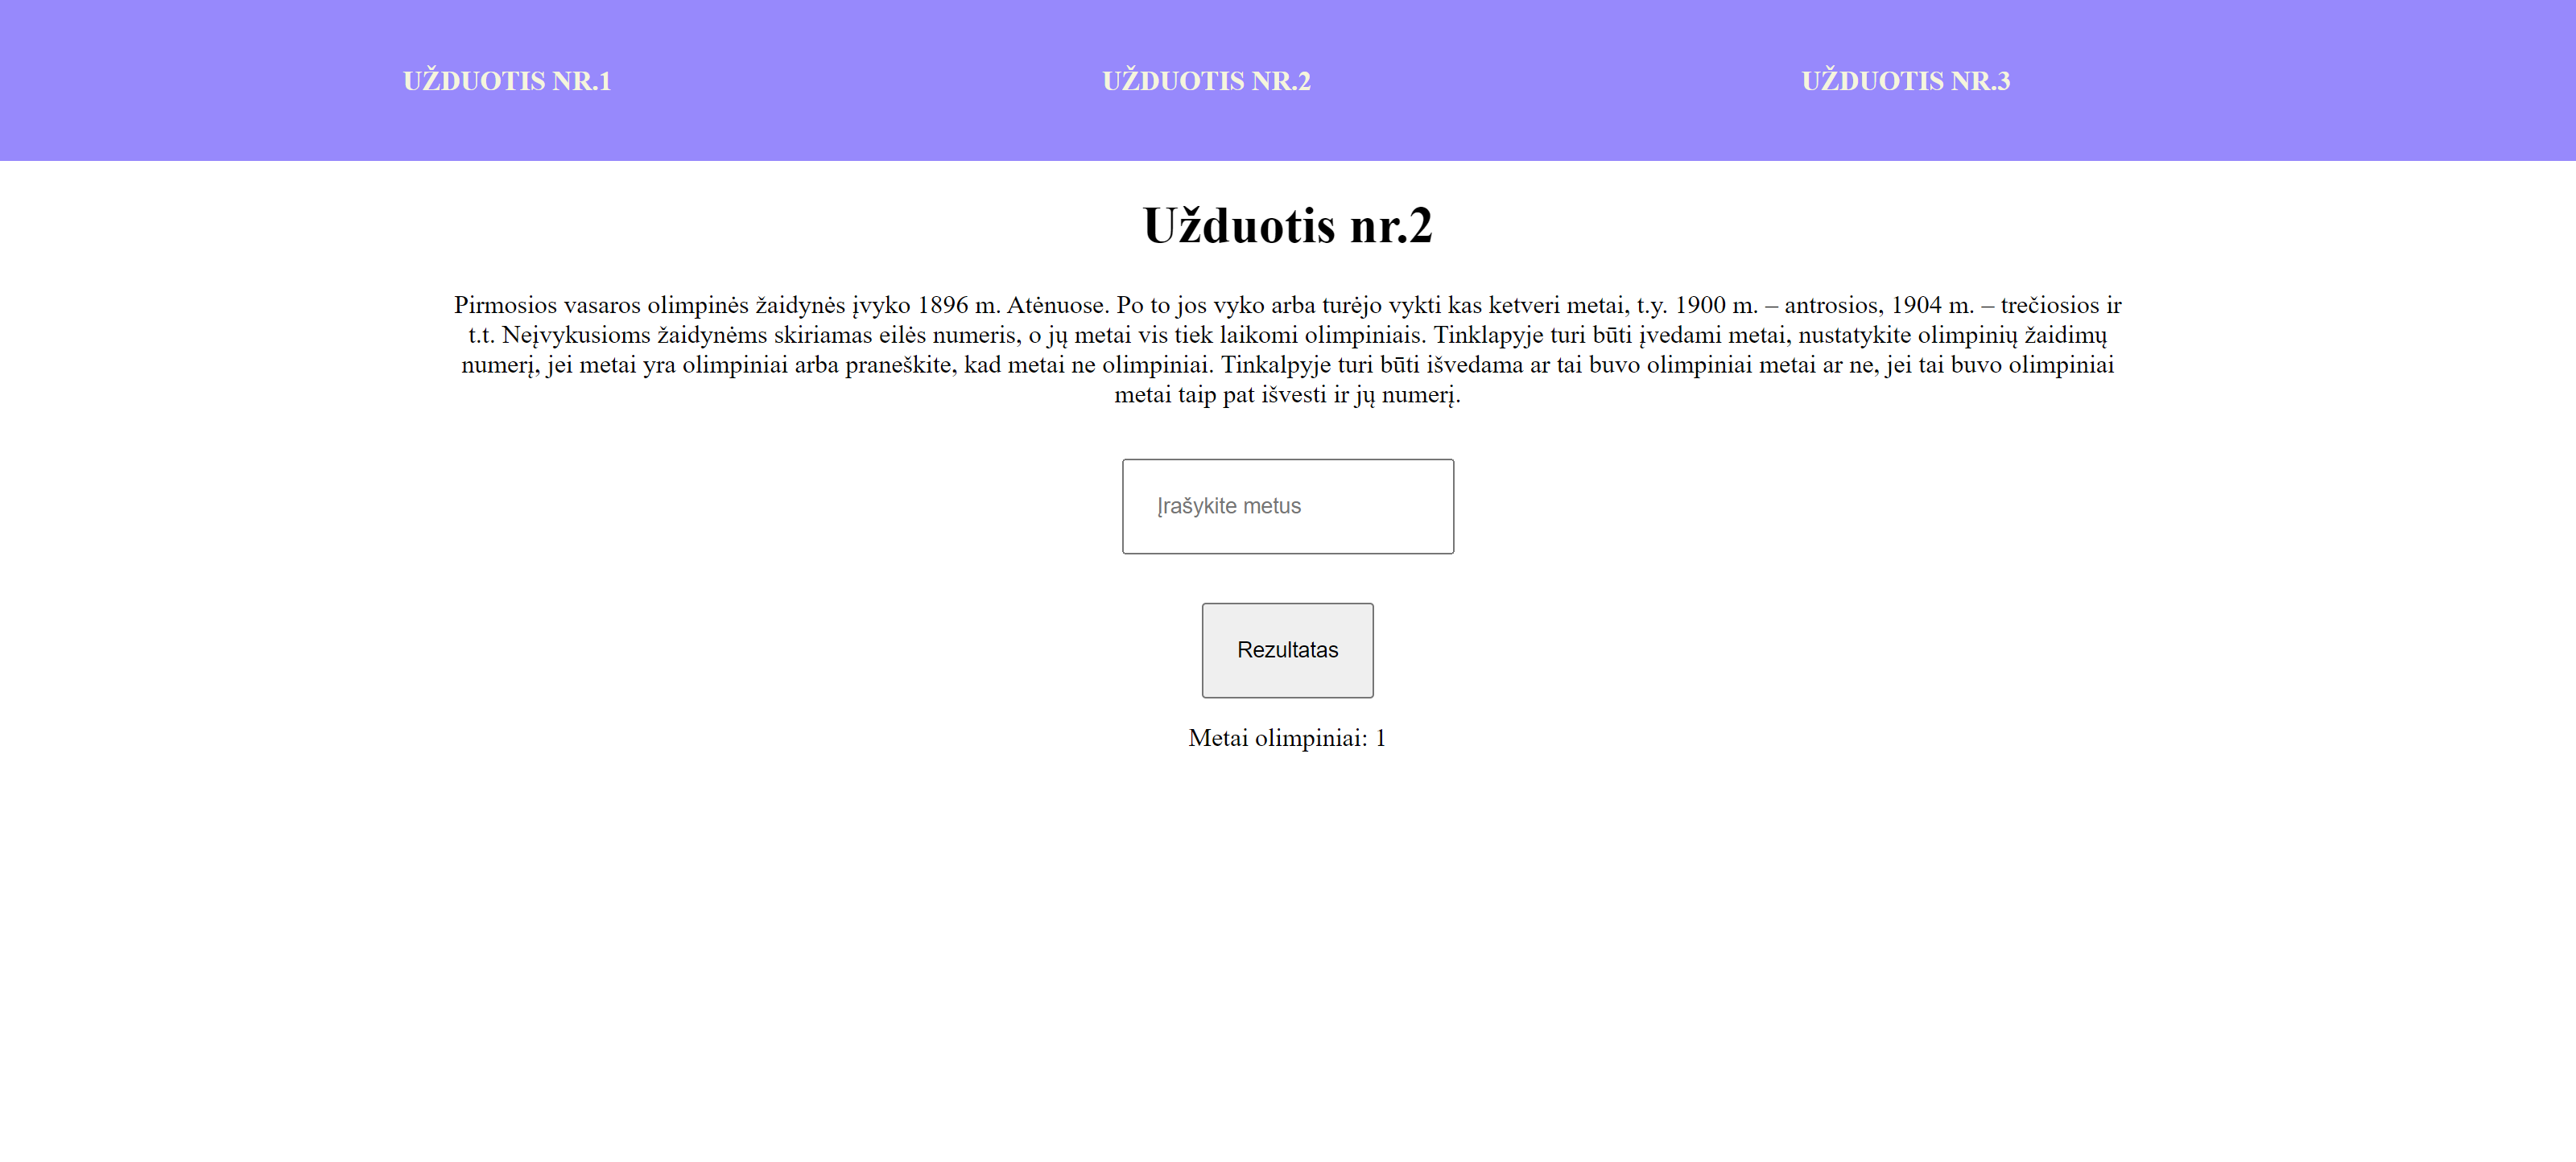 UŽDUOTIS NR.1
UŽDUOTIS NR.2
UŽDUOTIS NR.3
Užduotis nr.2
Pirmosios vasaros olimpinės žaidynės įvyko 1896 m. Atėnuose. Po to jos vyko arba turėjo vykti kas ketveri metai, t.y. 1900 m. – antrosios, 1904 m. – trečiosios ir
t.t. Neįvykusioms žaidynėms skiriamas eilės numeris, o jų metai vis tiek laikomi olimpiniais. Tinklapyje turi būti įvedami metai, nustatykite olimpinių žaidimų
numerį, jei metai yra olimpiniai arba praneškite, kad metai ne olimpiniai. Tinkalpyje turi būti išvedama ar tai buvo olimpiniai metai ar ne, jei tai buvo olimpiniai
metai taip pat išvesti ir jų numerį.
Įrašykite metus
Rezultatas
Metai olimpiniai: 1